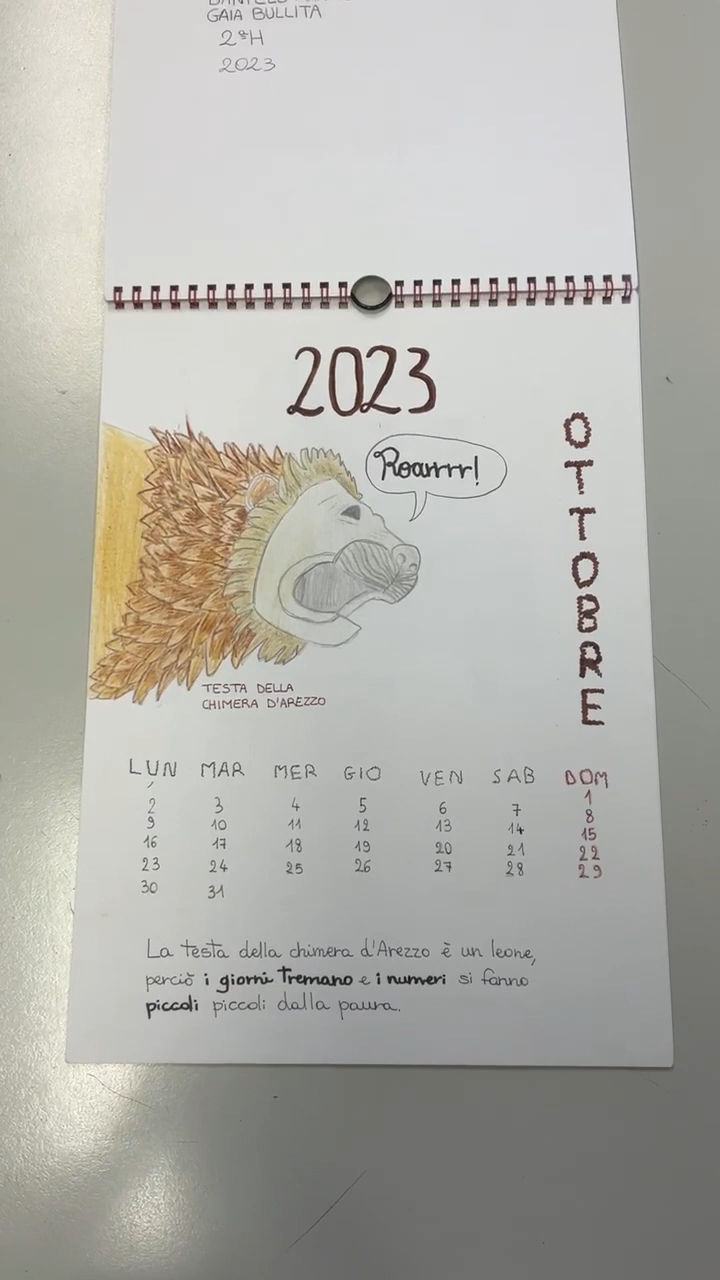 GAIA BULLITA
2ªH
2023
2023
Roarrrr!
OTTOBRE
TESTA DELLA
CHIMERA D'AREZZO
LUN MAR MER GIO VEN SAB DOM
1
2 3 4 5 6 7 8
9 10 11 12 13 14 15
16 17 18 19 20 21 22
23 24 25 26 27 28 29
30 31
La testa della chimera d'Arezzo è un leone,
perciò i giorni tremano e i numeri si fanno
piccoli piccoli dalla paura.